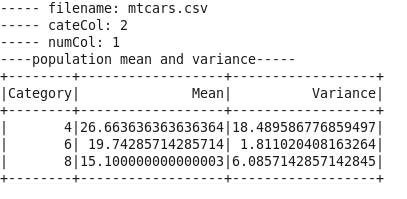 ----- filename: mtcars.csv
----- cateCol: 2
----- numCol: 1
----population mean and variance-----
+--------+------------------+------------------+
|Category|              Mean|          Variance|
+--------+------------------+------------------+
|       4|26.663636363636364|18.489586776859497|
|       6| 19.74285714285714| 1.811020408163264|
|       8|15.100000000000003|6.0857142857142845|
+--------+------------------+------------------+